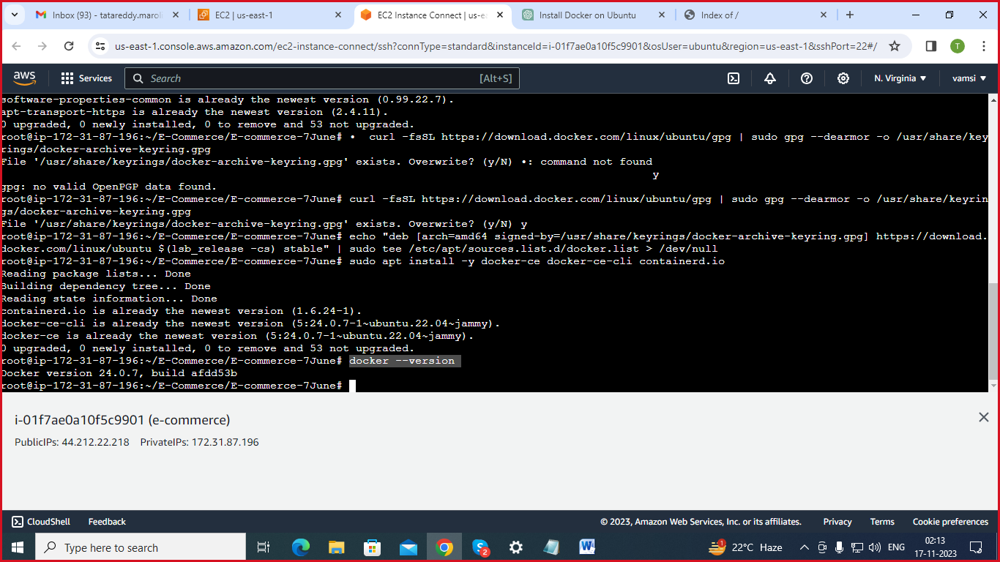 Inbox (93) - tatareddy.maroli
EC2 | us-east-1
EC2 Instance Connect | us-ea
Install Docker on Ubuntu
Index of /
us-east-1.console.aws.amazon.com/ec2-instance-connect/ssh?connType=standard&instanceId=i-01f7ae0a10f5c9901&osUser=ubuntu&region=us-east-1&sshPort=22#/
T
aws
Services
Search
[Alt+S]
N. Virginia
vamsi
software-properties-common is already the newest version (0.99.22.7).
apt-transport-https is already the newest version (2.4.11).
0 upgraded, 0 newly installed, 0 to remove and 53 not upgraded.
root@ip-172-31-87-196:~/E-Commerce/E-commerce-7June# •  curl -fsSL https://download.docker.com/linux/ubuntu/gpg | sudo gpg --dearmor -o /usr/share/key
rings/docker-archive-keyring.gpg
File '/usr/share/keyrings/docker-archive-keyring.gpg' exists. Overwrite? (y/N) •: command not found
y
gpg: no valid OpenPGP data found.
root@ip-172-31-87-196:~/E-Commerce/E-commerce-7June# curl -fsSL https://download.docker.com/linux/ubuntu/gpg | sudo gpg --dearmor -o /usr/share/keyrin
gs/docker-archive-keyring.gpg
File '/usr/share/keyrings/docker-archive-keyring.gpg' exists. Overwrite? (y/N) y
root@ip-172-31-87-196:~/E-Commerce/E-commerce-7June# echo "deb [arch=amd64 signed-by=/usr/share/keyrings/docker-archive-keyring.gpg] https://download.
docker.com/linux/ubuntu $(lsb_release -cs) stable" | sudo tee /etc/apt/sources.list.d/docker.list > /dev/null
root@ip-172-31-87-196:~/E-Commerce/E-commerce-7June# sudo apt install -y docker-ce docker-ce-cli containerd.io
Reading package lists... Done
Building dependency tree... Done
Reading state information... Done
containerd.io is already the newest version (1.6.24-1).
docker-ce-cli is already the newest version (5:24.0.7-1~ubuntu.22.04~jammy).
docker-ce is already the newest version (5:24.0.7-1~ubuntu.22.04~jammy).
0 upgraded, 0 newly installed, 0 to remove and 53 not upgraded.
root@ip-172-31-87-196:~/E-Commerce/E-commerce-7June# docker --version
Docker version 24.0.7, build afdd53b
root@ip-172-31-87-196:~/E-Commerce/E-commerce-7June#
i-01f7ae0a10f5c9901 (e-commerce)
PublicIPs: 44.212.22.218 PrivateIPs: 172.31.87.196
CloudShell
Feedback
© 2023, Amazon Web Services, Inc. or its affiliates.
Privacy
Terms
Cookie preferences
Type here to search
2
1
22°C Haze
ENG
02:13
17-11-2023